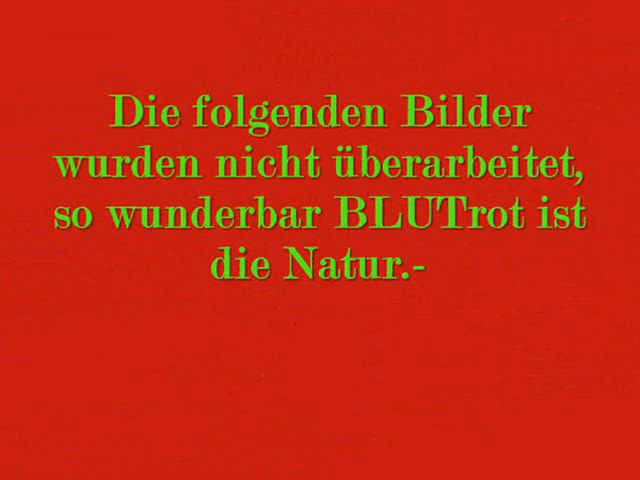 Die folgenden Bilder
wurden nicht überarbeitet,
so wunderbar BLUTrot ist
die Natur.-